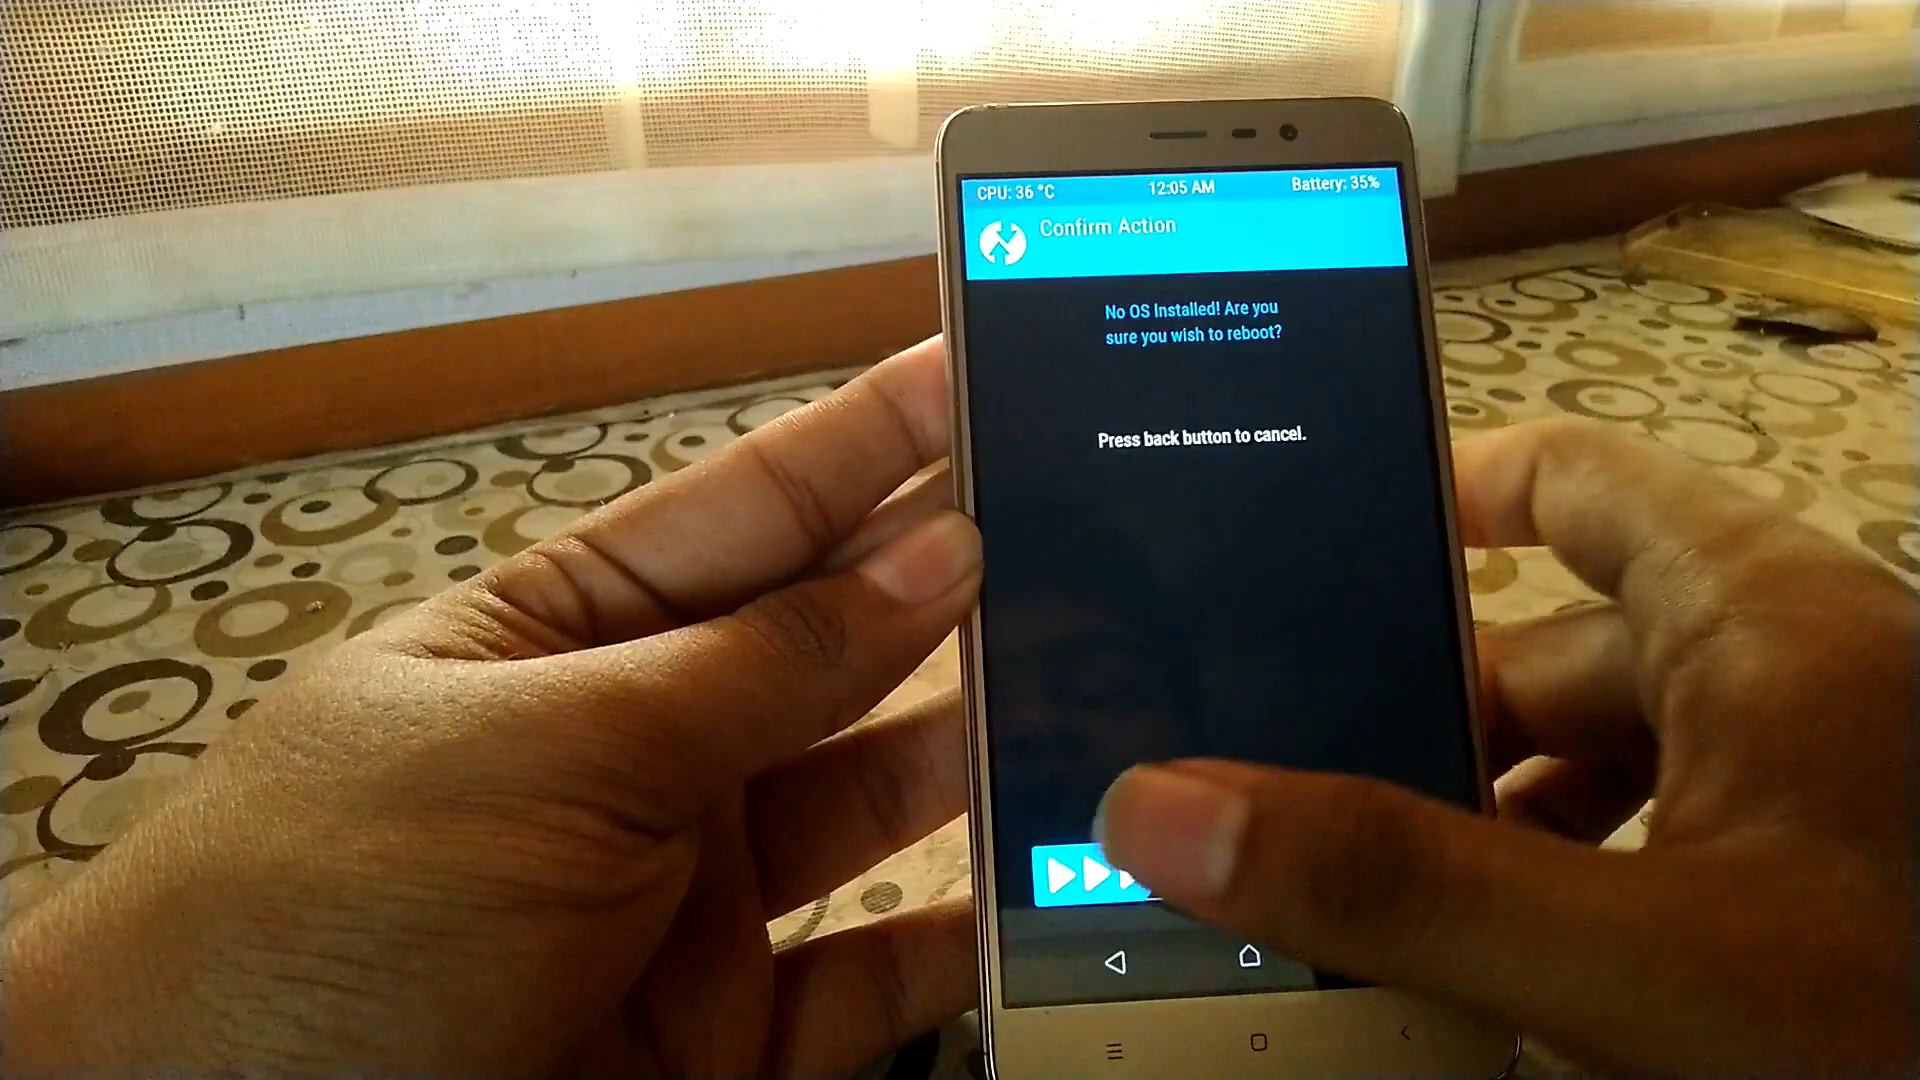 CPU: 36 °C 12:05 AM Battery: 35%
Confirm Action
No OS Installed! Are you
sure you wish to reboot?
Press back button to cancel.